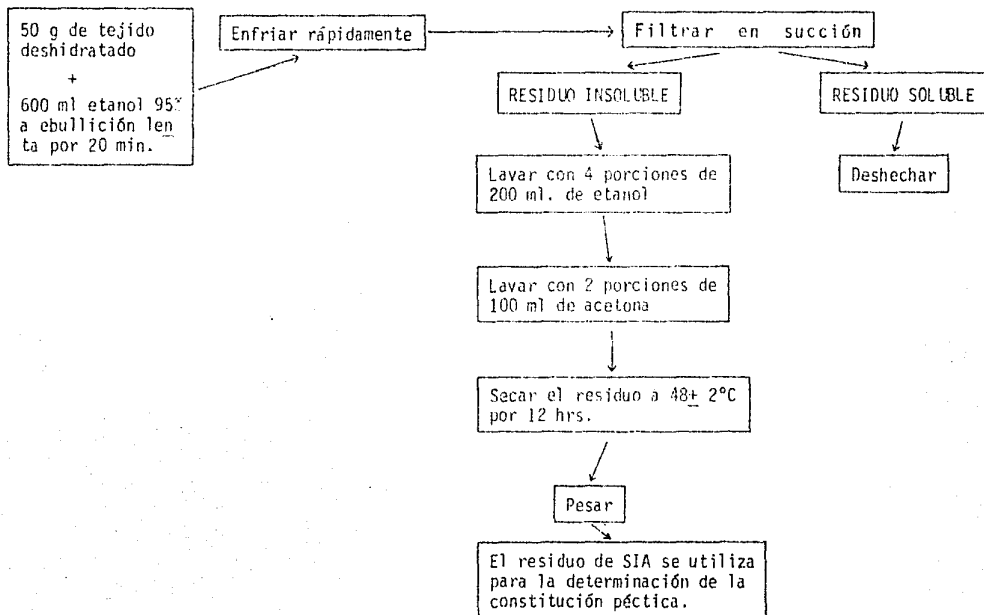 50 g de tejido
deshidratado
+
600 ml etanol 95%
a ebullición len
ta por 20 min.
Enfriar rápidamente
Filtrar en succión
RESIDUO INSOLUBLE
RESIDUO SOLUBLE
Lavar con 4 porciones de
200 ml. de etanol
Deshechar
Lavar con 2 porciones de
100 ml de acetona
Secar el residuo a 48± 2°C
por 12 hrs.
Pesar
El residuo de SIA se utiliza
para la determinación de la
constitución péctica.